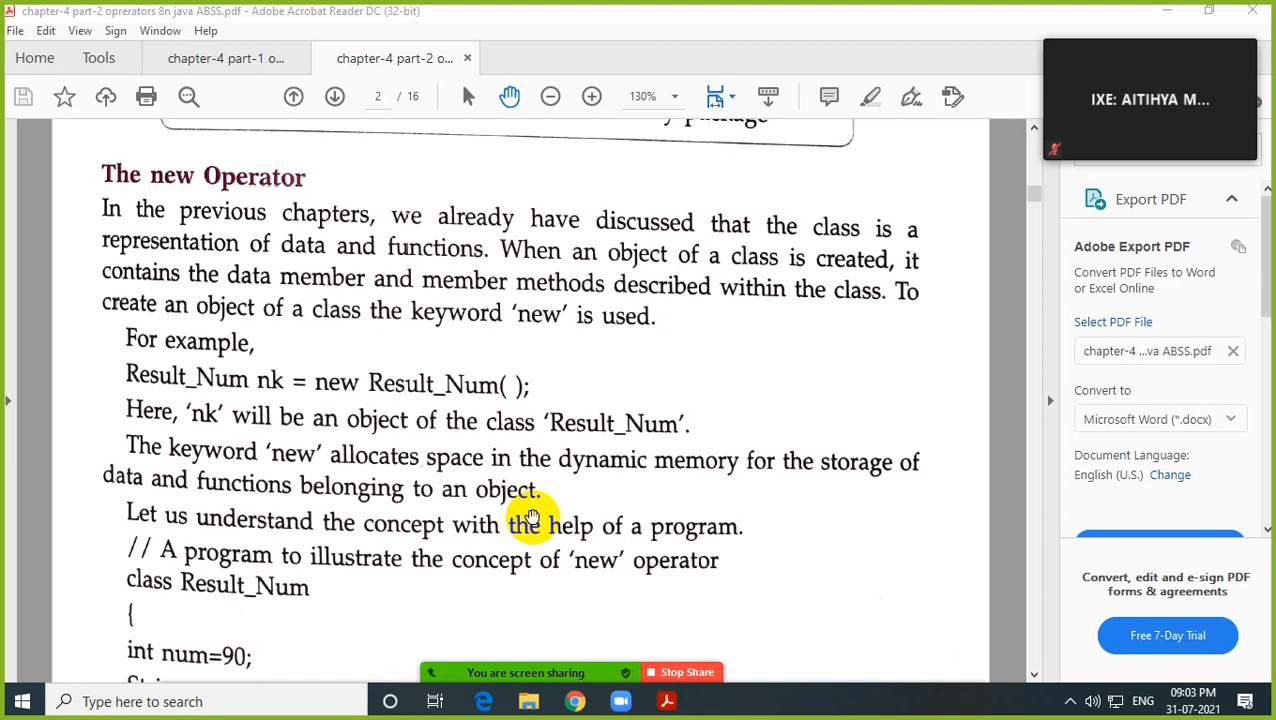 chapter-4 part-2 oprerators 8n java ABSS.pdf - Adobe Acrobat Reader DC (32-bit)
File Edit View Sign Window Help
Home Tools chapter-4 part-1 o... chapter-4 part-2 o... ×
2 / 16 130%
IXE: AITIHYA M...
package
The new Operator
In the previous chapters, we already have discussed that the class is a
representation of data and functions. When an object of a class is created, it
contains the data member and member methods described within the class. To
create an object of a class the keyword ‘new’ is used.
For example,
Result_Num nk = new Result_Num( );
Here, ‘nk’ will be an object of the class ‘Result_Num’.
The keyword ‘new’ allocates space in the dynamic memory for the storage of
data and functions belonging to an object.
Let us understand the concept with the help of a program.
// A program to illustrate the concept of ‘new’ operator
class Result_Num
{
int num=90;
Export PDF
Adobe Export PDF
Convert PDF Files to Word
or Excel Online
Select PDF File
chapter-4 ...va ABSS.pdf
Convert to
Microsoft Word (*.docx)
Document Language:
English (U.S.) Change
Convert, edit and e-sign PDF
forms & agreements
Free 7-Day Trial
You are screen sharing Stop Share
Type here to search
ENG
09:03 PM
31-07-2021